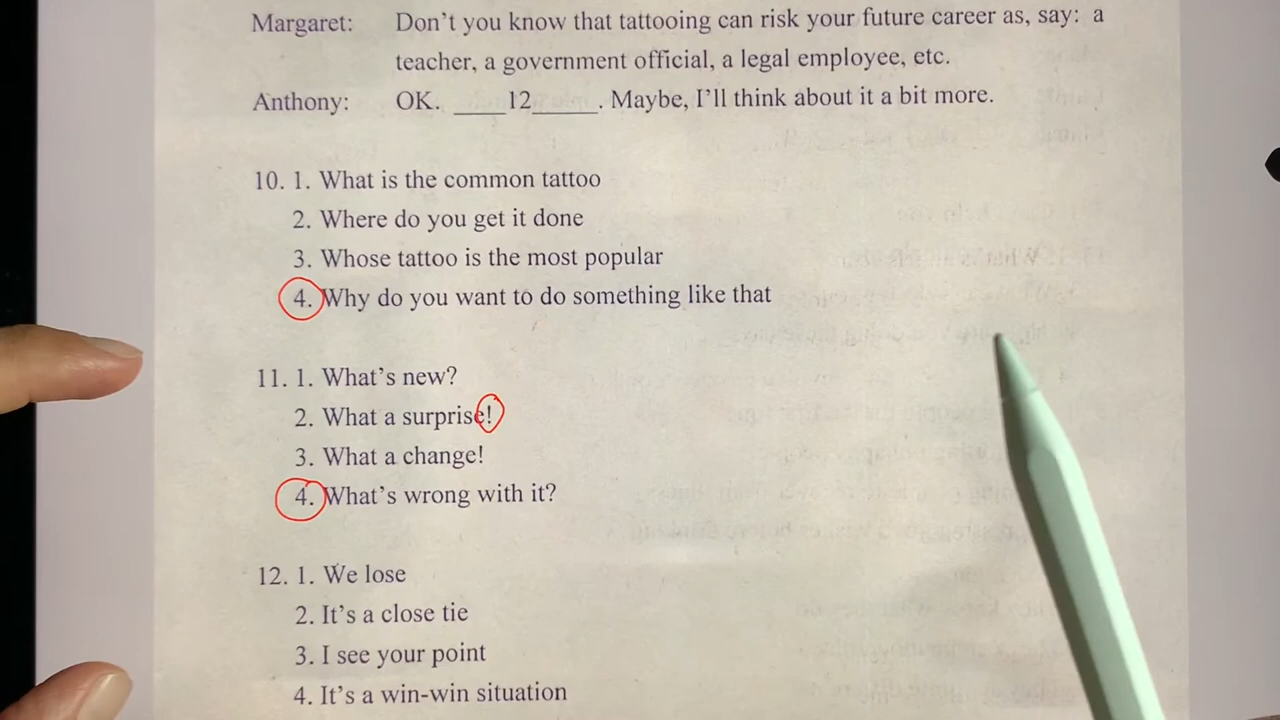 Margaret: Don't you know that tattooing can risk your future career as, say: a
teacher, a government official, a legal employee, etc.
Anthony: OK. ____12______. Maybe, I'll think about it a bit more.
10. 1. What is the common tattoo
2. Where do you get it done
3. Whose tattoo is the most popular
4. Why do you want to do something like that
11. 1. What's new?
2. What a surprise!
3. What a change!
4. What's wrong with it?
12. 1. We lose
2. It's a close tie
3. I see your point
4. It's a win-win situation